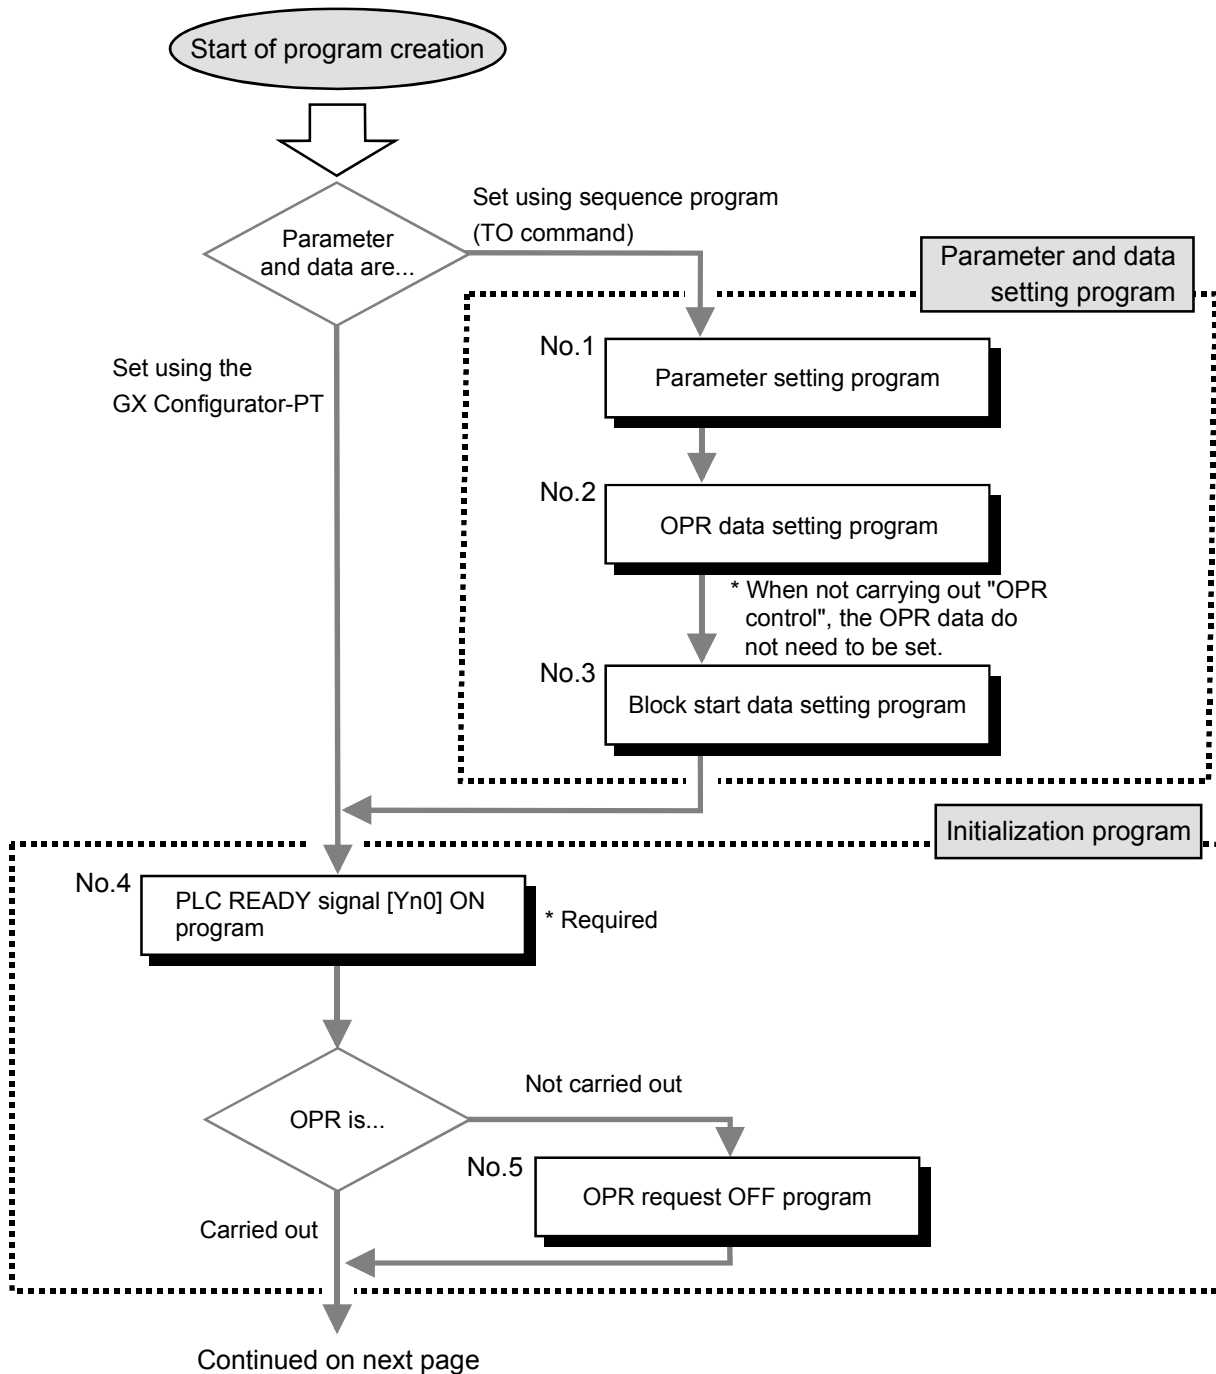 Start of program creation
Set using sequence program
(TO command)
Parameter
and data are...
Parameter and data
setting program
No.1
Parameter setting program
Set using the
GX Configurator-PT
No.2
OPR data setting program
* When not carrying out "OPR
control", the OPR data do
not need to be set.
No.3
Block start data setting program
Initialization program
No.4
PLC READY signal [Yn0] ON
program
* Required
Not carried out
OPR is...
No.5
OPR request OFF program
Carried out
Continued on next page